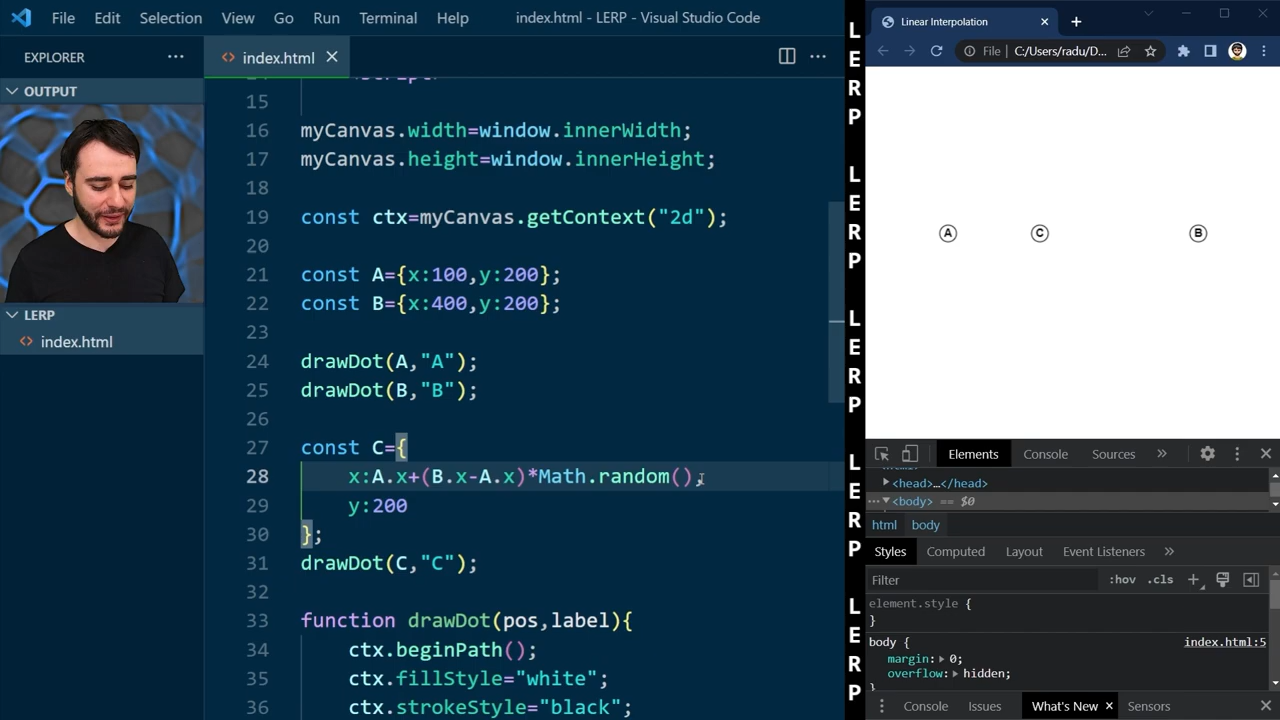 File Edit Selection View Go Run Terminal Help index.html - LERP - Visual Studio Code
EXPLORER ···
OUTPUT
LERP
index.html
index.html
15
16 myCanvas.width=window.innerWidth;
17 myCanvas.height=window.innerHeight;
18
19 const ctx=myCanvas.getContext("2d");
20
21 const A={x:100,y:200};
22 const B={x:400,y:200};
23
24 drawDot(A,"A");
25 drawDot(B,"B");
26
27 const C={
28 x:A.x+(B.x-A.x)*Math.random(),
29 y:200
30 };
31 drawDot(C,"C");
32
33 function drawDot(pos,label){
34 ctx.beginPath();
35 ctx.fillStyle="white";
36 ctx.strokeStyle="black";
L
E
R
P
L
E
R
P
L
E
R
P
L
E
R
P
L
E
R
P
Linear Interpolation
File C:/Users/radu/D...
A C B
Elements Console Sources
<head>…</head>
<body> == $0
html body
Styles Computed Layout Event Listeners
Filter :hov .cls
element.style {
}
body { index.html:5
margin: 0;
overflow: hidden;
}
Console Issues What's New Sensors